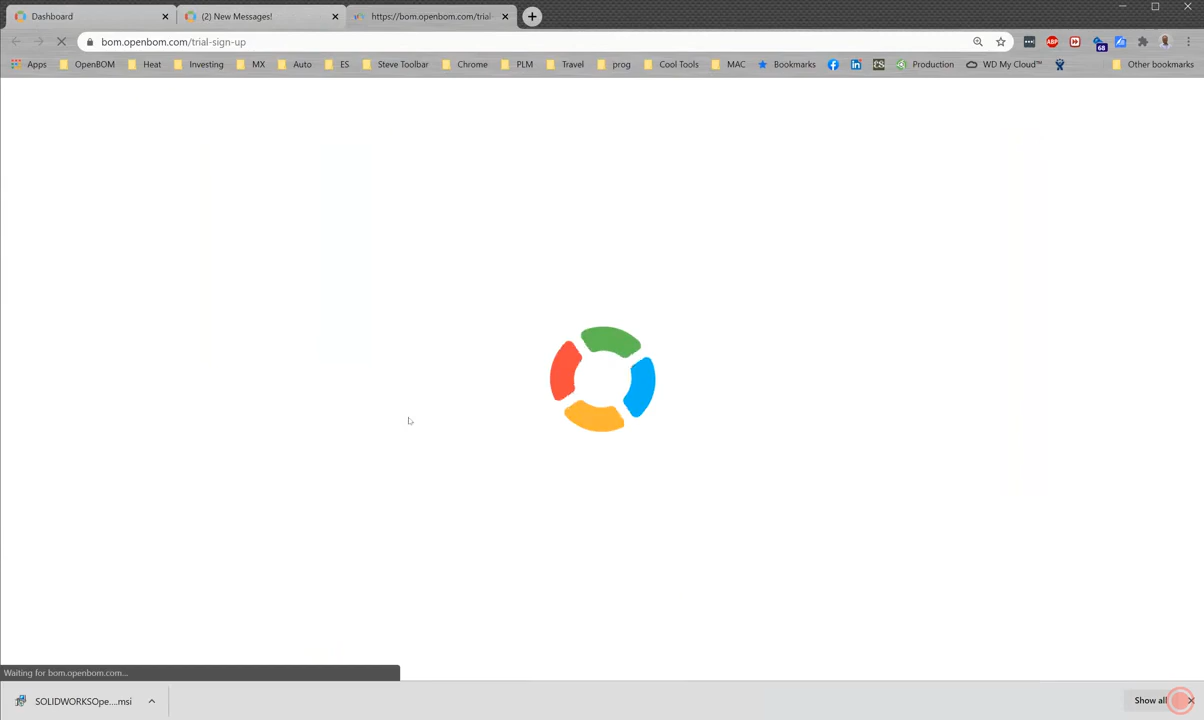 Dashboard
(2) New Messages!
https://bom.openbom.com/trial-
bom.openbom.com/trial-sign-up
ABP
68
Apps
OpenBOM
Heat
Investing
MX
Auto
ES
Steve Toolbar
Chrome
PLM
Travel
prog
Cool Tools
MAC
Bookmarks
Production
WD My Cloud™
Other bookmarks
Waiting for bom.openbom.com...
SOLIDWORKSOpe....msi
Show all